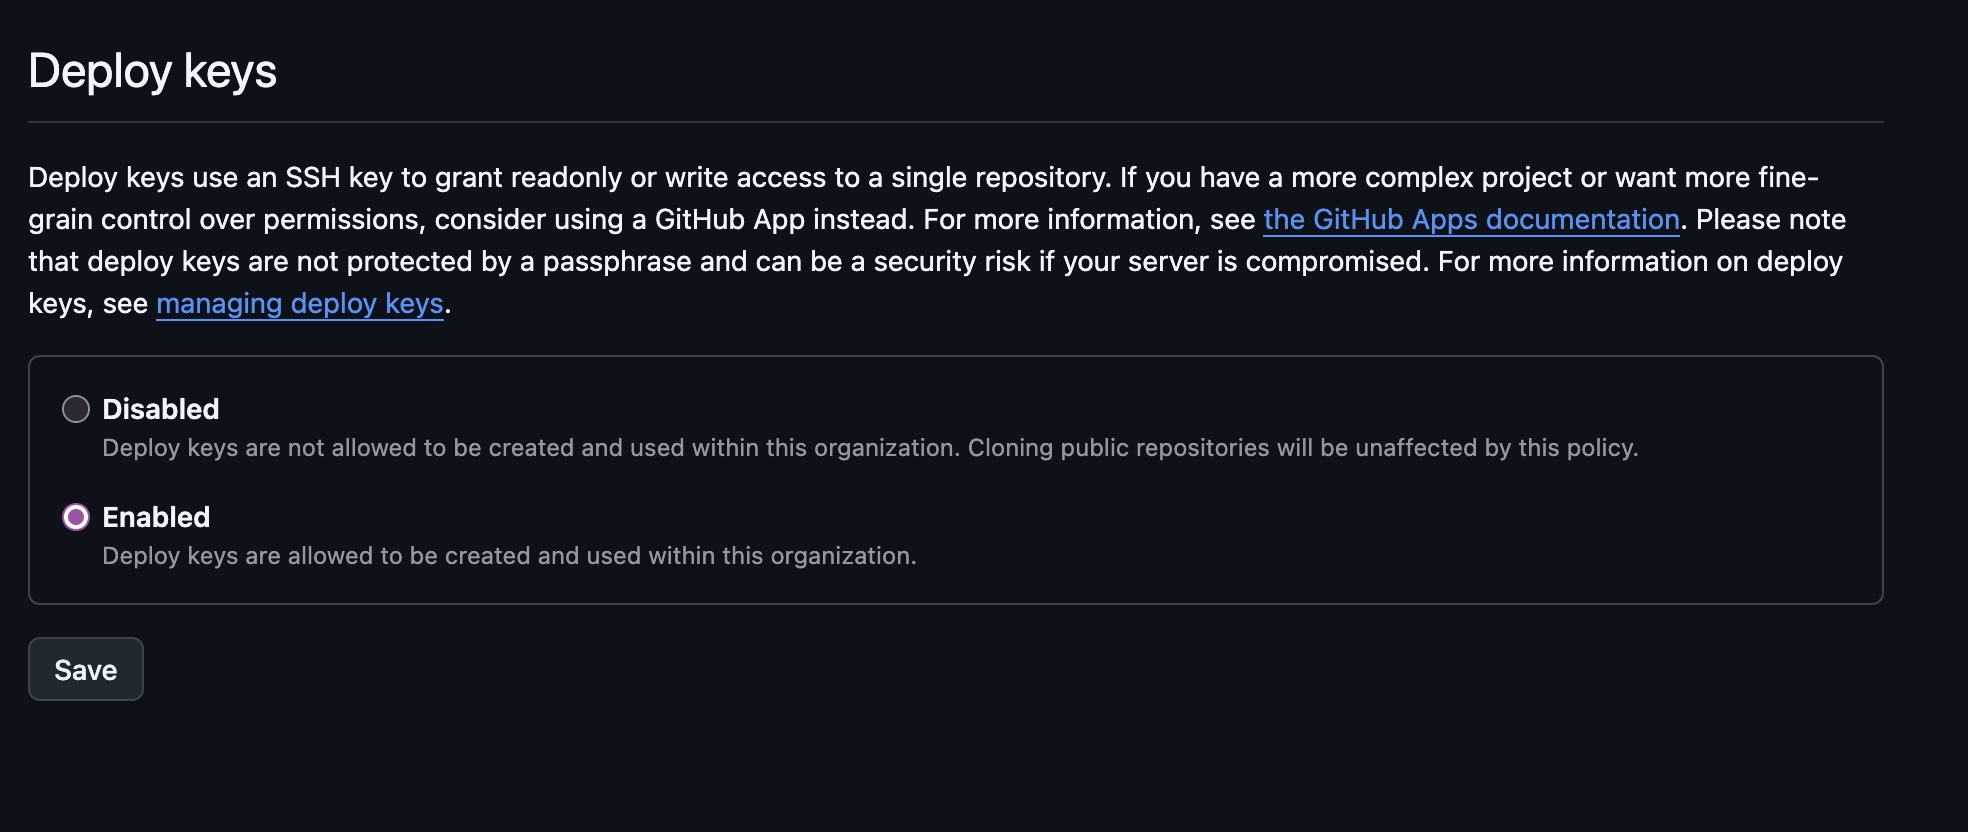 Deploy keys
Deploy keys use an SSH key to grant readonly or write access to a single repository. If you have a more complex project or want more fine-
grain control over permissions, consider using a GitHub App instead. For more information, see the GitHub Apps documentation. Please note
that deploy keys are not protected by a passphrase and can be a security risk if your server is compromised. For more information on deploy
keys, see managing deploy keys.
Disabled
Deploy keys are not allowed to be created and used within this organization. Cloning public repositories will be unaffected by this policy.
Enabled
Deploy keys are allowed to be created and used within this organization.
Save